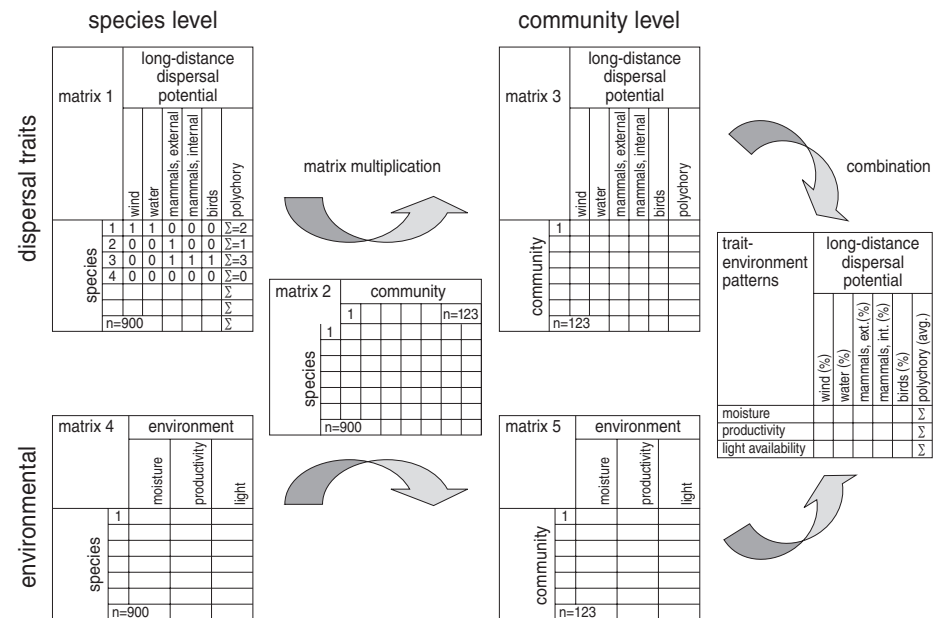 species level
community level
dispersal traits
environmental
matrix 1
long-distance
dispersal
potential
wind
water
mammals, external
mammals, internal
birds
polychory
species
1 1 1 0 0 0 Σ=2
2 0 0 1 0 0 Σ=1
3 0 0 1 1 1 Σ=3
4 0 0 0 0 0 Σ=0
Σ
Σ
n=900 Σ
matrix multiplication
matrix 2
community
1 n=123
species
1
n=900
matrix 3
long-distance
dispersal
potential
wind
water
mammals, external
mammals, internal
birds
polychory
community
1
n=123
combination
trait-
environment
patterns
long-distance
dispersal
potential
wind (%)
water (%)
mammals, ext.(%)
mammals, int. (%)
birds (%)
polychory (avg.)
moisture Σ
productivity Σ
light availability Σ
matrix 4
environment
moisture
productivity
light
species
1
n=900
matrix 5
environment
moisture
productivity
light
community
1
n=123